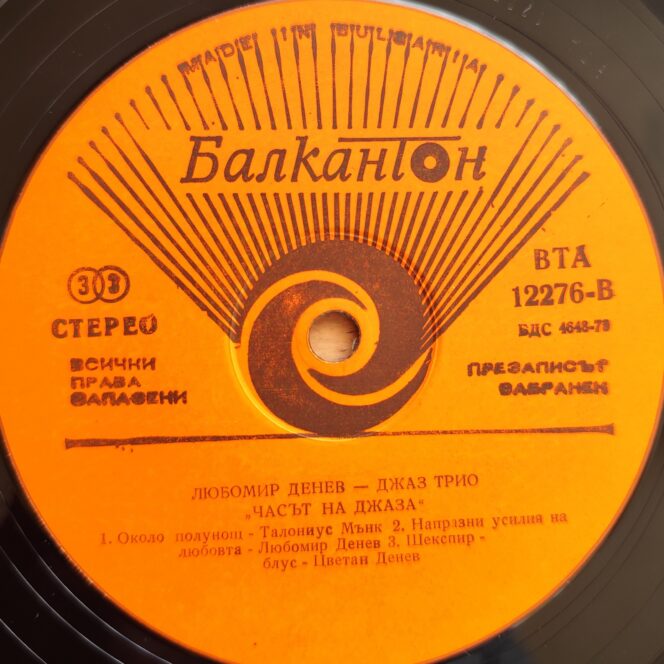 MADE IN BULGARIA
Балкантон
33
СТЕРЕО
ВСИЧКИ
ПРАВА
ЗАПАЗЕНИ
ВТА
12276-В
БДС 4648-73
ПРЕЗАПИСЪТ
ЗАБРАНЕН
ЛЮБОМИР ДЕНЕВ — ДЖАЗ ТРИО
„ЧАСЪТ НА ДЖАЗА“
1. Около полунощ - Талониус Мънк 2. Напразни усилия на
любовта - Любомир Денев 3. Шекспир -
блус - Цветан Денев